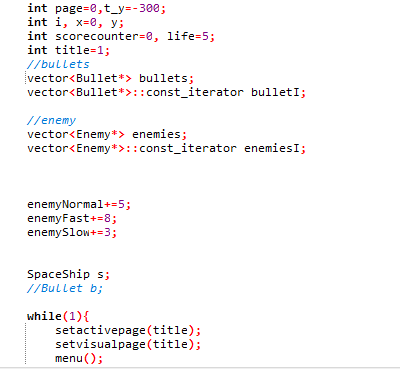 int page=0,t_y=-300;
int i, x=0, y;
int scorecounter=0, life=5;
int title=1;
//bullets
vector<Bullet*> bullets;
vector<Bullet*>::const_iterator bulletI;
//enemy
vector<Enemy*> enemies;
vector<Enemy*>::const_iterator enemiesI;
enemyNormal+=5;
enemyFast+=8;
enemySlow+=3;
SpaceShip s;
//Bullet b;
while(1){
setactivepage(title);
setvisualpage(title);
menu();